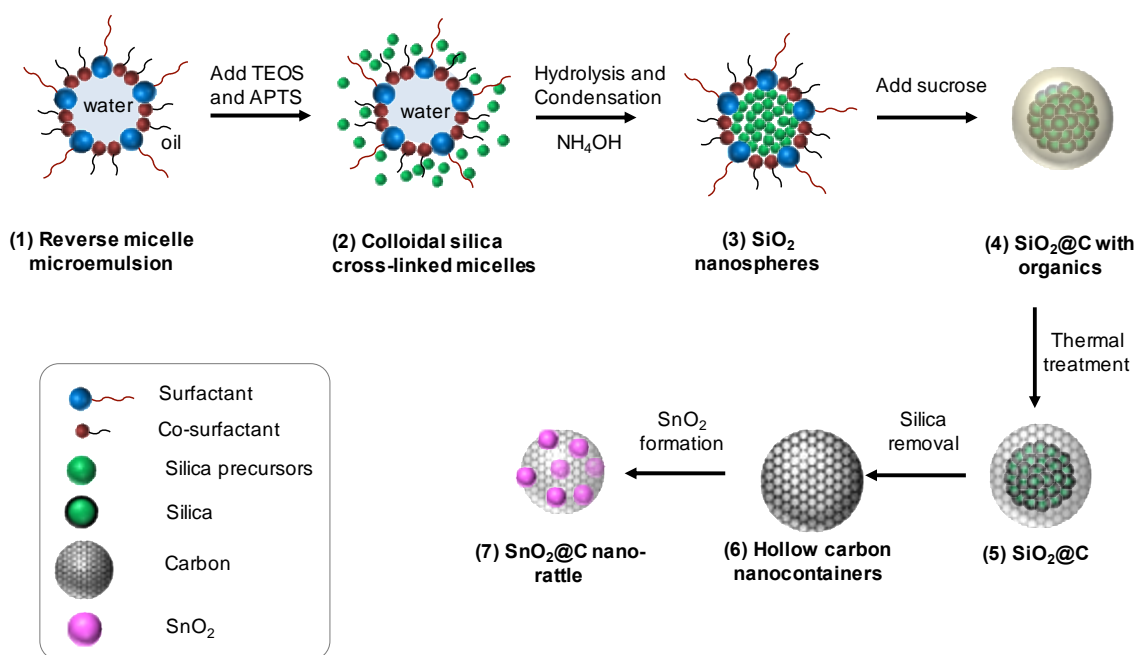 water
oil
Add TEOS
and APTS
water
Hydrolysis and
Condensation
NH₄OH
Add sucrose
(1) Reverse micelle
microemulsion
(2) Colloidal silica
cross-linked micelles
(3) SiO₂
nanospheres
(4) SiO₂@C with
organics
Thermal
treatment
Surfactant
Co-surfactant
Silica precursors
Silica
Carbon
SnO₂
SnO₂
formation
Silica
removal
(7) SnO₂@C nano-
rattle
(6) Hollow carbon
nanocontainers
(5) SiO₂@C